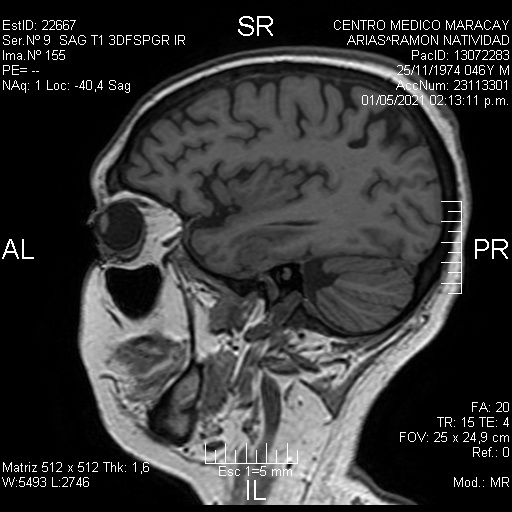 EstID: 22667
Ser.Nº 9 SAG T1 3DFSPGR IR
Ima.Nº 155
PE= --
NAq: 1 Loc: -40,4 Sag
SR
CENTRO MEDICO MARACAY
ARIAS^RAMON NATIVIDAD
PacID: 13072283
25/11/1974 046Y M
AccNum: 23113301
01/05/2021 02:13:11 p.m.
AL
PR
Matriz 512 x 512 Thk: 1,6
W:5493 L:2746
Esc 1=5 mm
IL
FA: 20
TR: 15 TE: 4
FOV: 25 x 24,9 cm
Ref.: 0
Mod.: MR